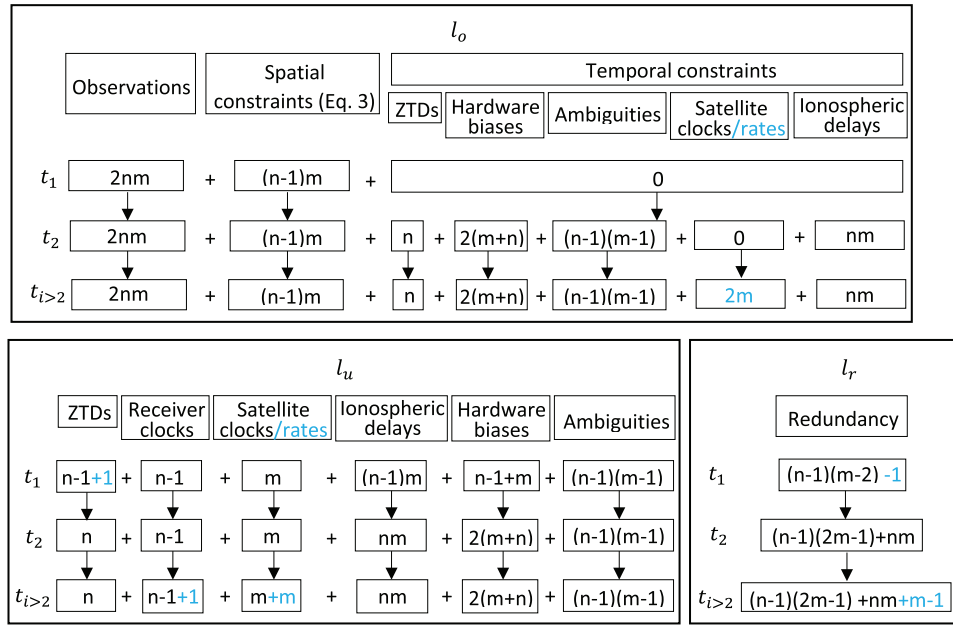 l_o
Observations
Spatial
constraints (Eq. 3)
Temporal constraints
ZTDs
Hardware
biases
Ambiguities
Satellite
clocks/rates
Ionospheric
delays
t_1 2nm + (n-1)m + 0
t_2 2nm + (n-1)m + n + 2(m+n) + (n-1)(m-1) + 0 + nm
t_{i>2} 2nm + (n-1)m + n + 2(m+n) + (n-1)(m-1) + 2m + nm
l_u
ZTDs
Receiver
clocks
Satellite
clocks/rates
Ionospheric
delays
Hardware
biases
Ambiguities
t_1 n-1+1 + n-1 + m + (n-1)m + n-1+m + (n-1)(m-1)
t_2 n + n-1 + m + nm + 2(m+n) + (n-1)(m-1)
t_{i>2} n + n-1+1 + m+m + nm + 2(m+n) + (n-1)(m-1)
l_r
Redundancy
t_1 (n-1)(m-2) -1
t_2 (n-1)(2m-1)+nm
t_{i>2} (n-1)(2m-1) +nm+m-1